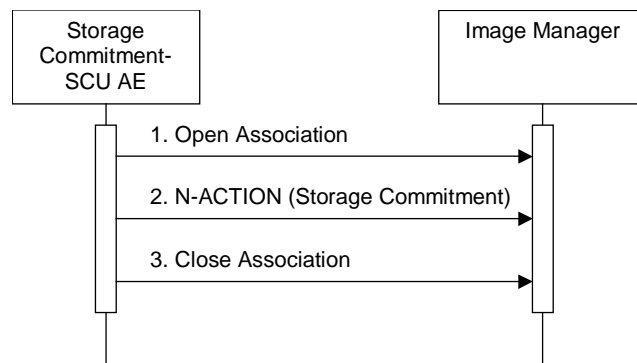 Storage
Commitment-
SCU AE
Image Manager
1. Open Association
2. N-ACTION (Storage Commitment)
3. Close Association